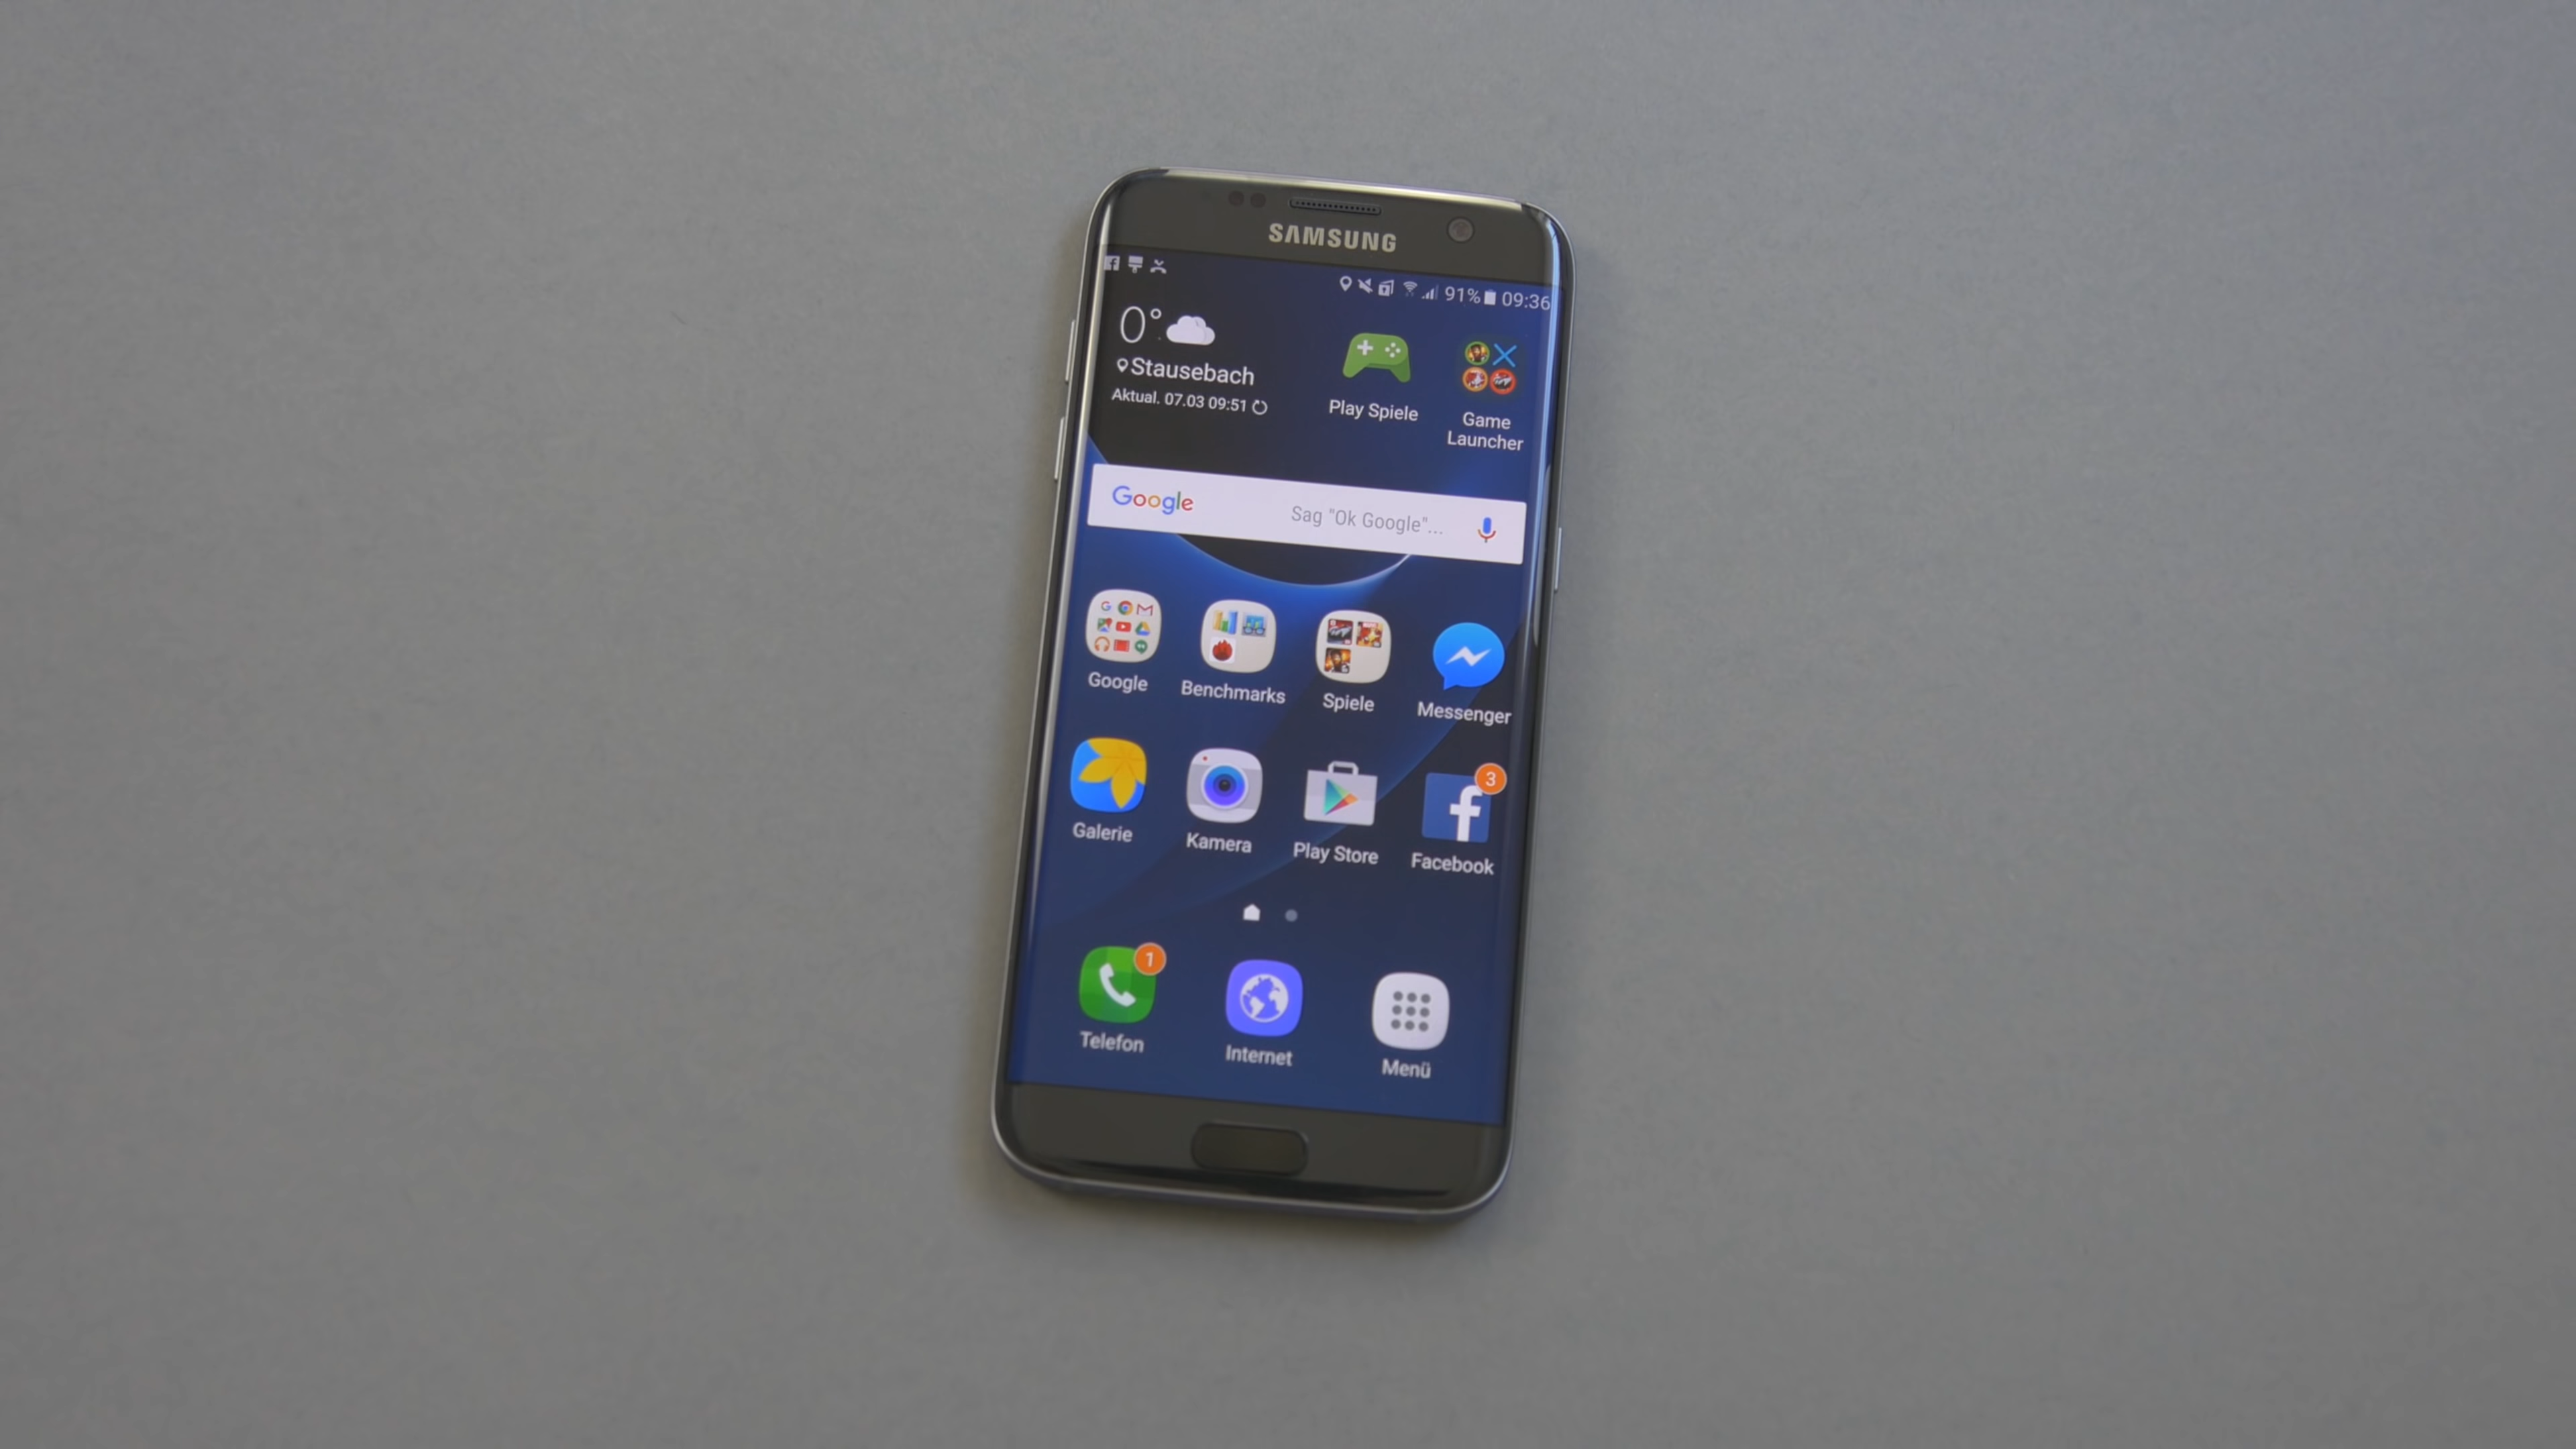 SAMSUNG
91% 09:36
0°
Stausebach
Aktual. 07.03 09:51
Play Spiele
Game
Launcher
Google
Sag "Ok Google"...
Google
Benchmarks
Spiele
Messenger
3
Galerie
Kamera
Play Store
Facebook
1
Telefon
Internet
Menü